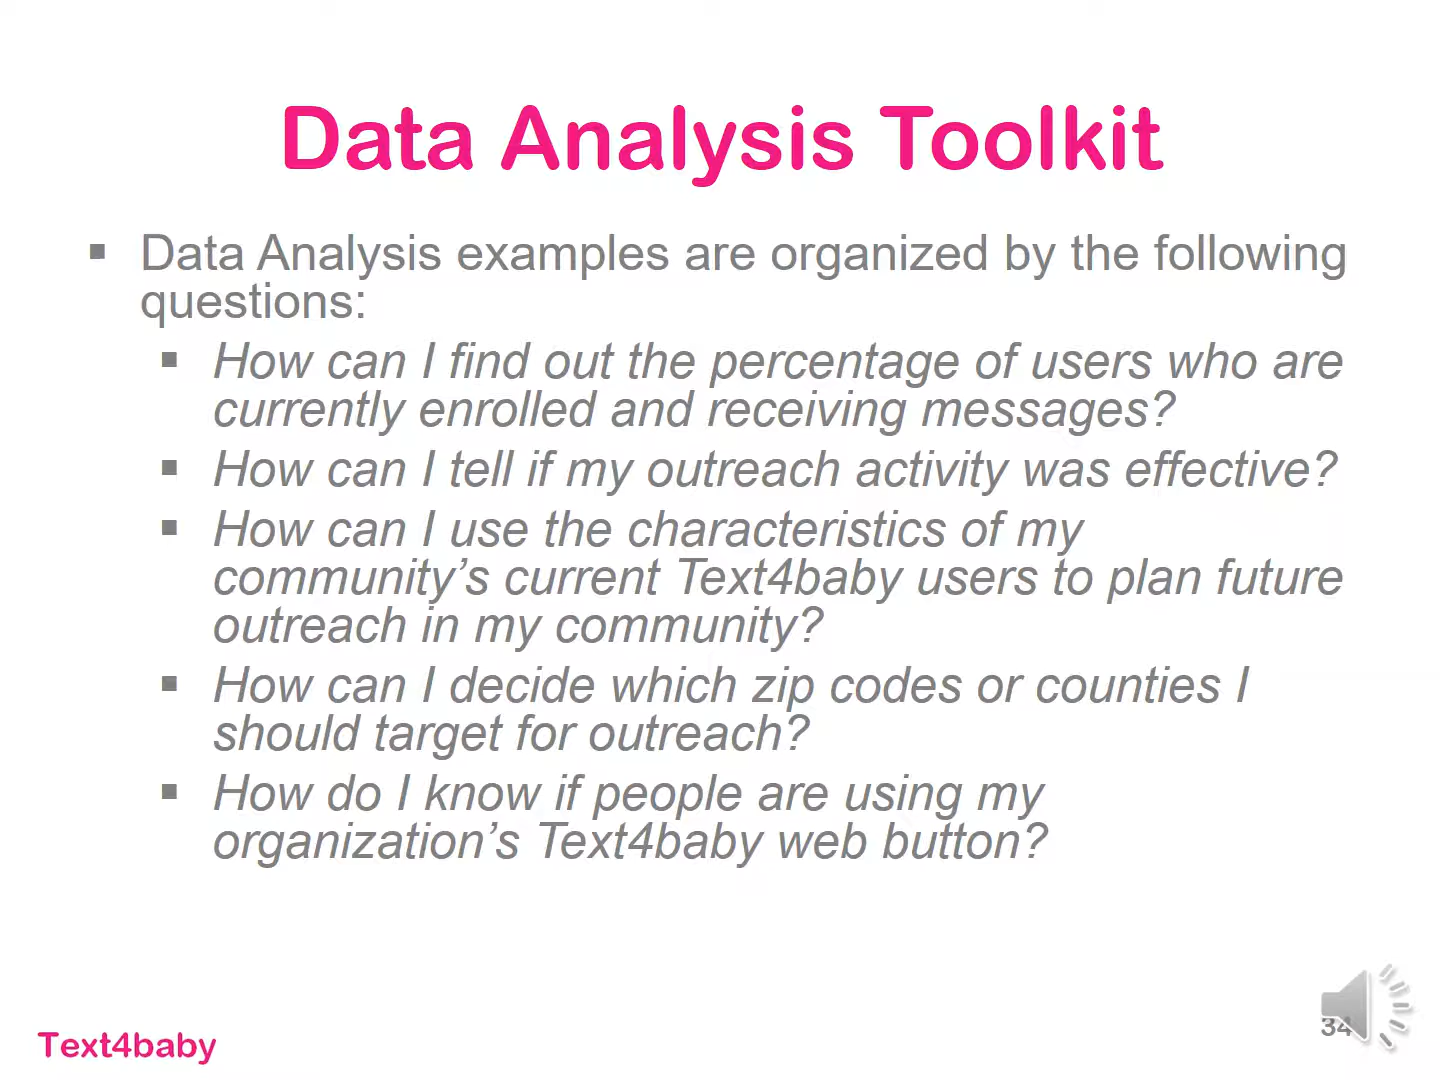 Data Analysis Toolkit
▪ Data Analysis examples are organized by the following
questions:
▪ How can I find out the percentage of users who are
currently enrolled and receiving messages?
▪ How can I tell if my outreach activity was effective?
▪ How can I use the characteristics of my
community’s current Text4baby users to plan future
outreach in my community?
▪ How can I decide which zip codes or counties I
should target for outreach?
▪ How do I know if people are using my
organization’s Text4baby web button?
Text4baby
34